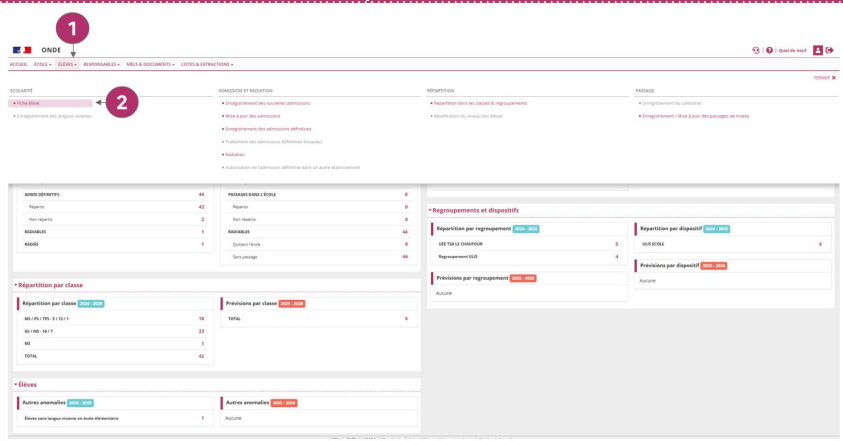 1
ONDE
Quoi de neuf
ACCUEIL ÉCOLE ÉLÈVES RESPONSABLES MÉLS & DOCUMENTS LISTES & EXTRACTIONS
FERMER X
SCOLARITÉ
Fiche élève
2
Enregistrement des langues vivantes
ADMISSION ET RADIATION
Enregistrement des nouvelles admissions
Mise à jour des admissions
Enregistrement des admissions définitives
Traitement des admissions définitives bloquées
Radiation
Autorisation de l'admission définitive dans un autre établissement
RÉPARTITION
Répartition dans les classes & regroupements
Modification du niveau des élèves
PASSAGE
Enregistrement du calendrier
Enregistrement / Mise à jour des passages de niveau
ADMIS DÉFINITIFS 44
Répartis 42
Non répartis 2
RADIABLES 1
RADIÉS 1
PASSAGES DANS L'ÉCOLE 0
Répartis 0
Non répartis 0
RADIABLES 44
Quittant l'école 0
Sans passage 44
Regroupements et dispositifs
Répartition par regroupement 2024 - 2025
UEE TSA LE CHAUFOUR 5
Regroupement ULIS 4
Répartition par dispositif 2024 - 2025
ULIS ECOLE 6
Prévisions par regroupement 2025 - 2026
Aucune
Prévisions par dispositif 2025 - 2026
Aucune
Répartition par classe
Répartition par classe 2024 - 2025
MS / PS / TPS - 5 / 12 / 1 18
GS / MS - 16 / 7 23
MS 1
TOTAL 42
Prévisions par classe 2025 - 2026
TOTAL 0
Élèves
Autres anomalies 2024 - 2025
Élèves sans langue vivante en école élémentaire 1
Autres anomalies 2025 - 2026
Aucune